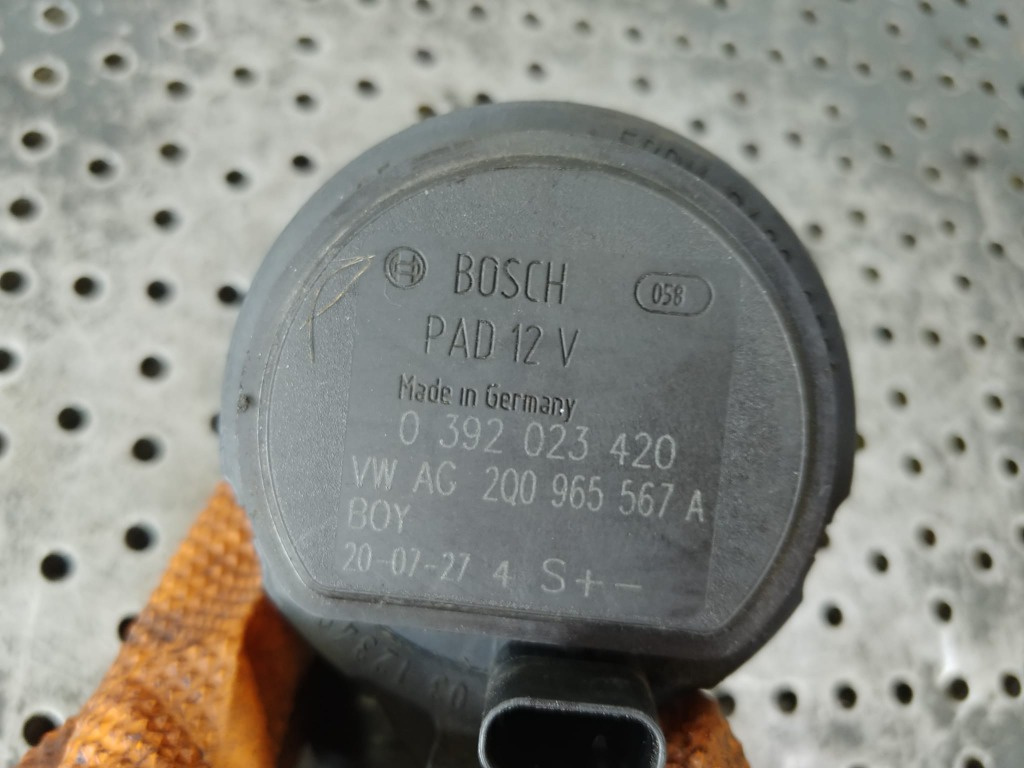 BOSCH
058
PAD 12 V
Made in Germany
0 392 023 420
VW AG 2Q0 965 567 A
BOY
20-07-27 4 S+-